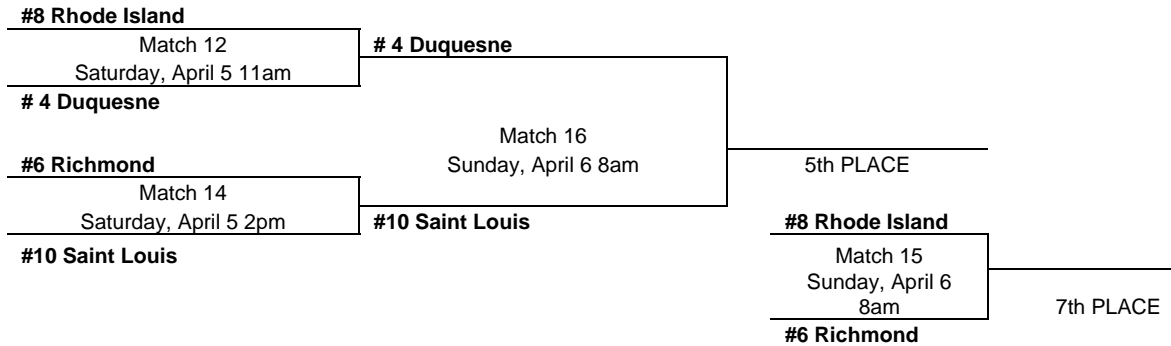 #8 Rhode Island
Match 12
# 4 Duquesne
Saturday, April 5 11am
# 4 Duquesne
Match 16
#6 Richmond
Sunday, April 6 8am
5th PLACE
Match 14
Saturday, April 5 2pm
#10 Saint Louis
#8 Rhode Island
#10 Saint Louis
Match 15
Sunday, April 6
8am
7th PLACE
#6 Richmond